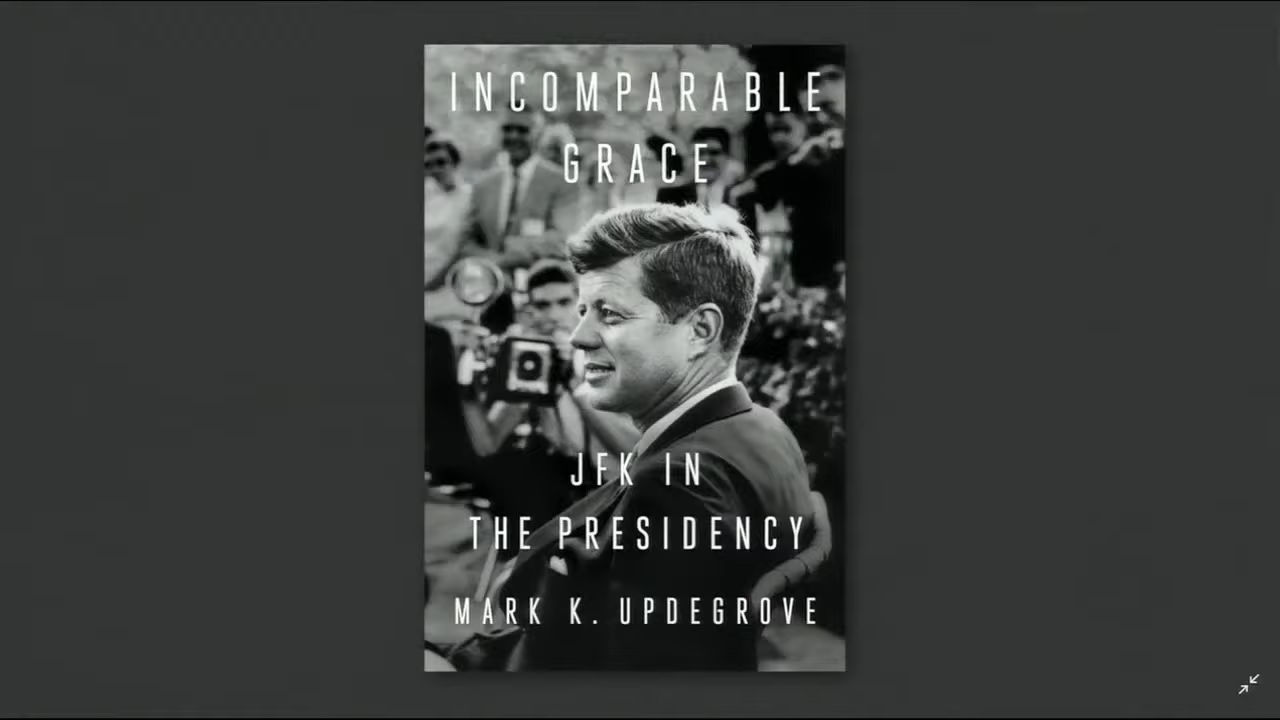 INCOMPARABLE
GRACE
JFK IN
THE PRESIDENCY
MARK K. UPDEGROVE